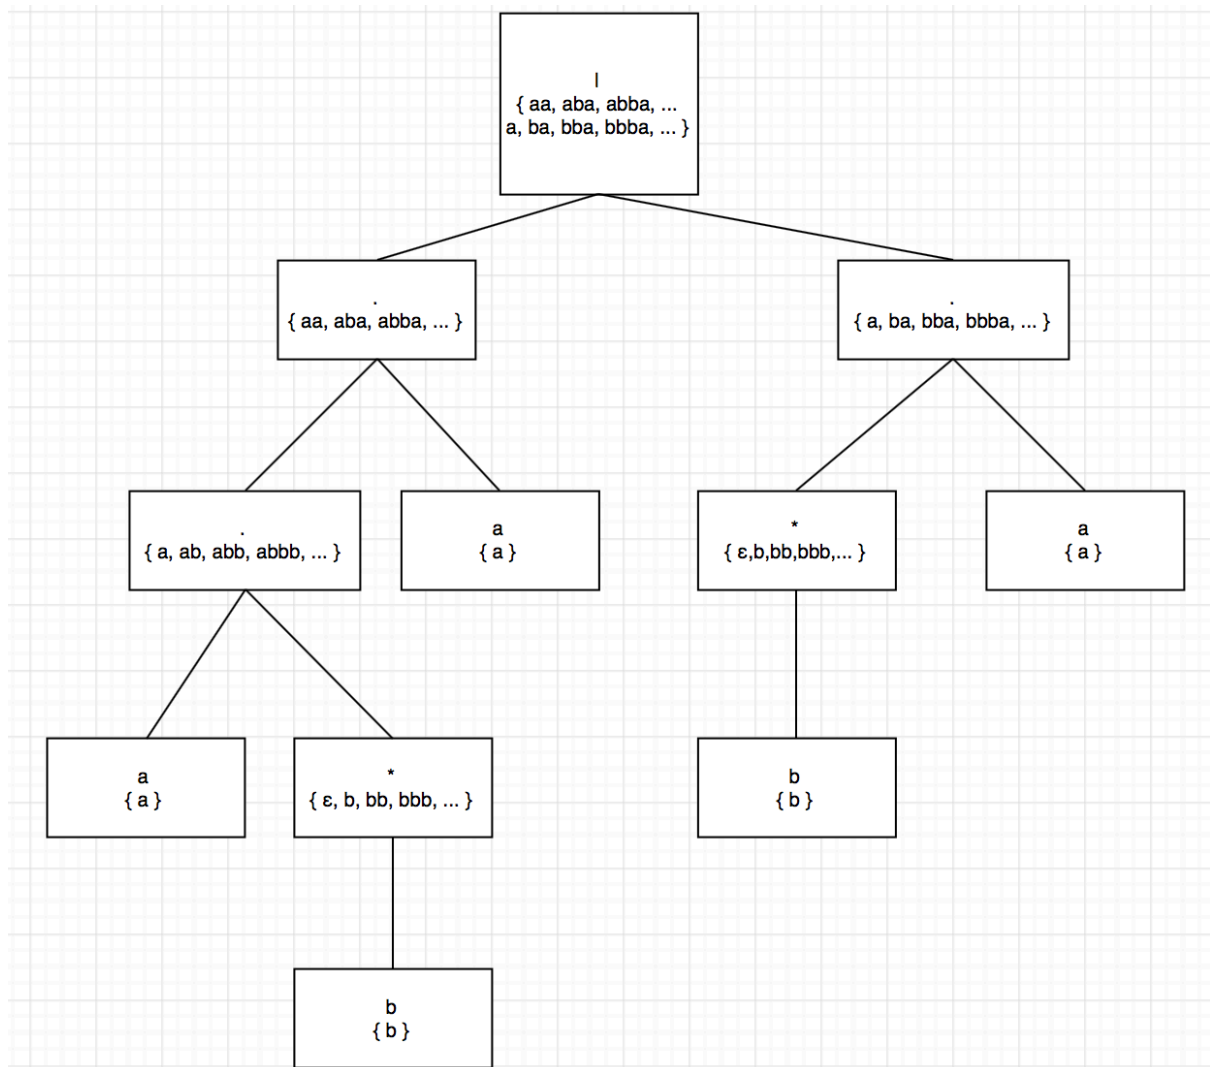 |
{ aa, aba, abba, ...
a, ba, bba, bbba, ... }
.
{ aa, aba, abba, ... }
.
{ a, ba, bba, bbba, ... }
.
{ a, ab, abb, abbb, ... }
a
{ a }
*
{ ε,b,bb,bbb,... }
a
{ a }
a
{ a }
*
{ ε, b, bb, bbb, ... }
b
{ b }
b
{ b }